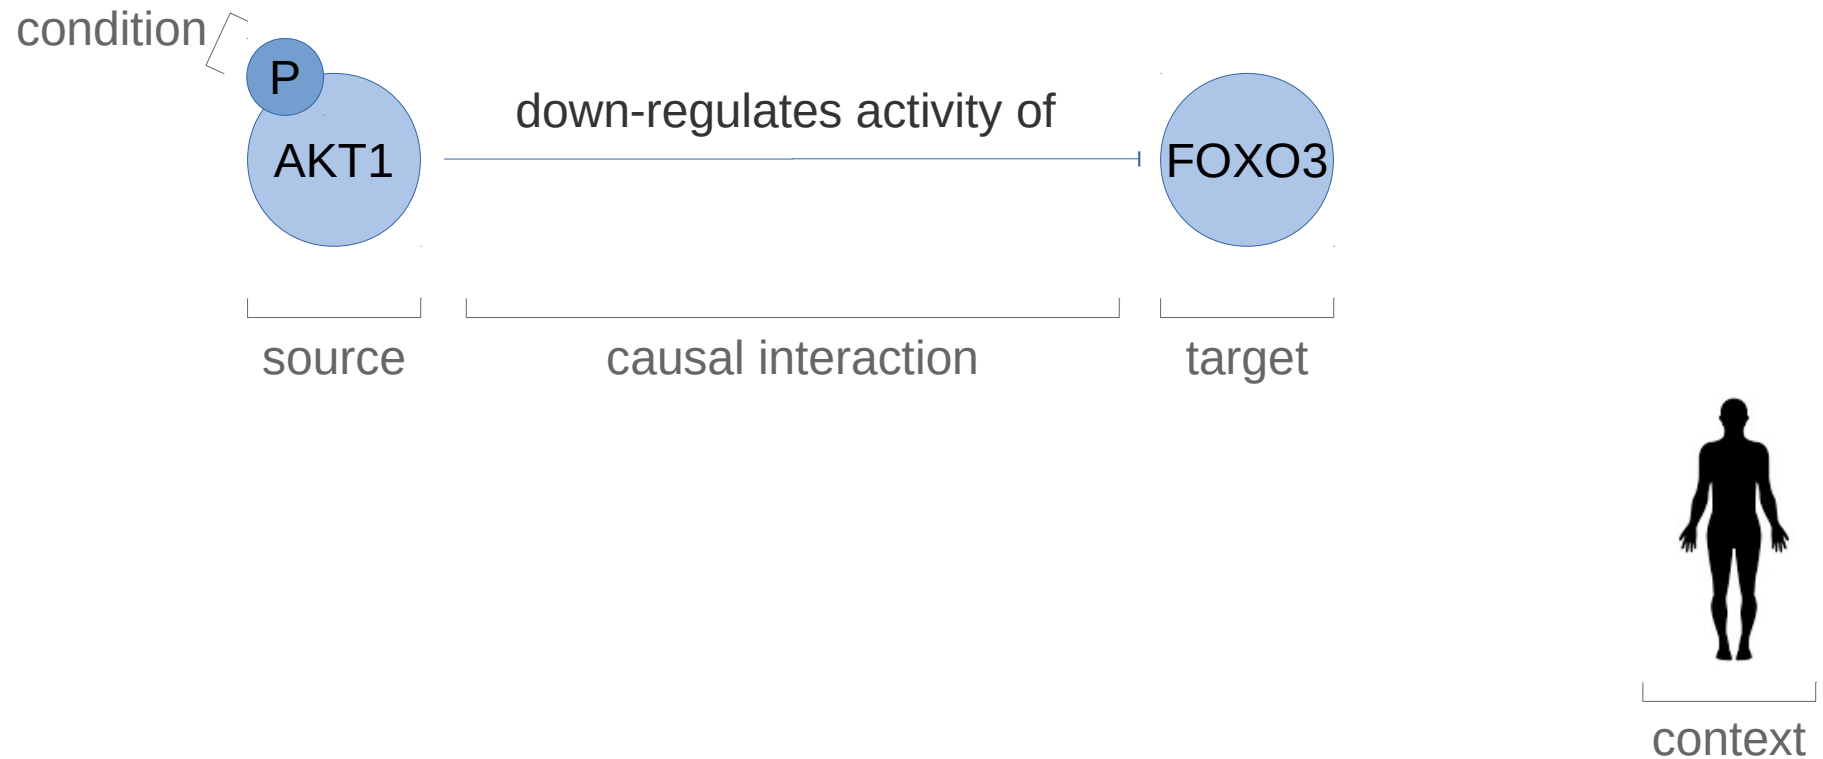 condition
P
down-regulates activity of
AKT1
FOXO3
source
causal interaction
target
context